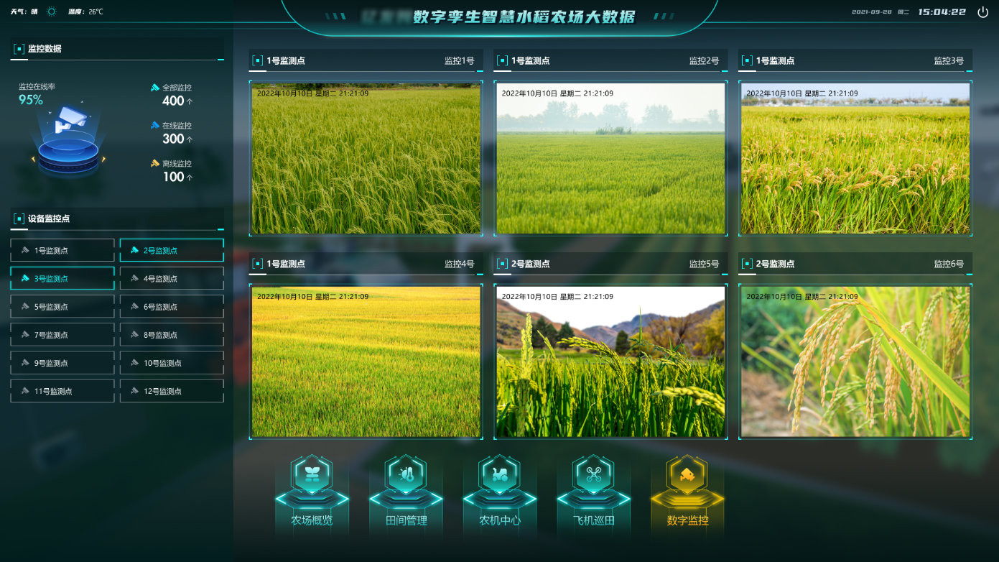 天气：晴
温度：26℃
数字孪生智慧水稻农场大数据
2021-09-28 周二 15:04:22
监控数据
监控在线率
95%
全部监控
400个
在线监控
300个
离线监控
100个
设备监控点
1号监测点
2号监测点
3号监测点
4号监测点
5号监测点
6号监测点
7号监测点
8号监测点
9号监测点
10号监测点
11号监测点
12号监测点
1号监测点 监控1号
2022年10月10日 星期二 21:21:09
1号监测点 监控2号
2022年10月10日 星期二 21:21:09
1号监测点 监控3号
2022年10月10日 星期二 21:21:09
1号监测点 监控4号
2022年10月10日 星期二 21:21:09
2号监测点 监控5号
2022年10月10日 星期二 21:21:09
2号监测点 监控6号
2022年10月10日 星期二 21:21:09
农场概览
田间管理
农机中心
飞机巡田
数字监控